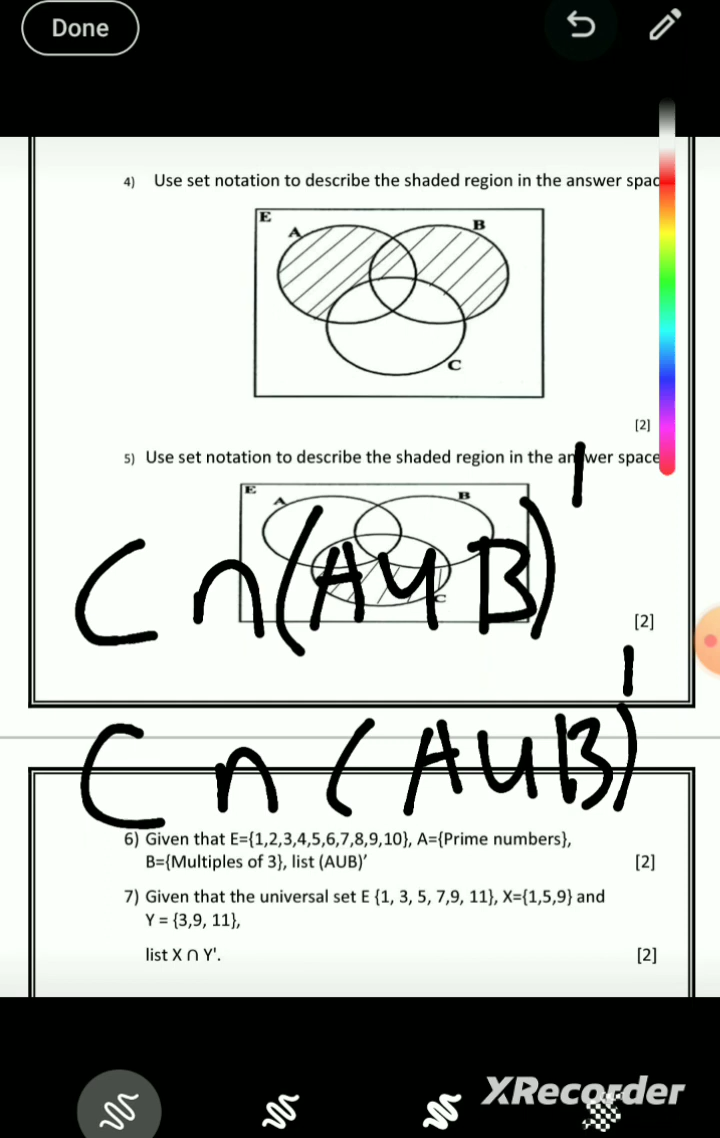 Done
4) Use set notation to describe the shaded region in the answer spac
E
A
B
C
[2]
5) Use set notation to describe the shaded region in the answer space
E
A
B
C
C∩(AUB)'
[2]
C∩(AUB)'
6) Given that E={1,2,3,4,5,6,7,8,9,10}, A={Prime numbers},
B={Multiples of 3}, list (AUB)′ [2]
7) Given that the universal set E {1, 3, 5, 7,9, 11}, X={1,5,9} and
Y = {3,9, 11},
list X ∩ Y'. [2]
XRecorder